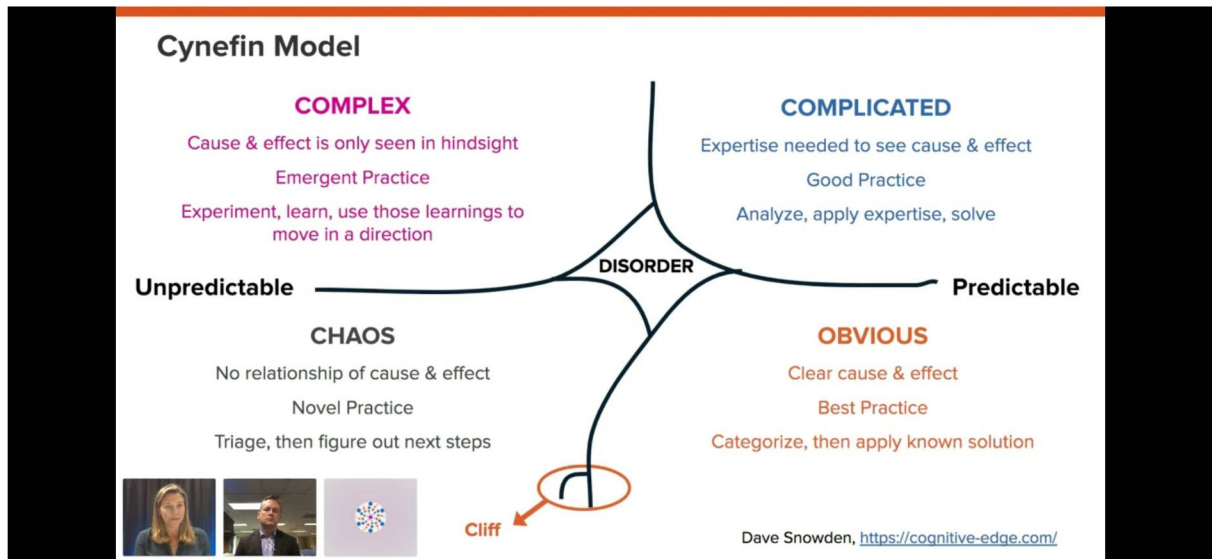 Cynefin Model
COMPLEX
Cause & effect is only seen in hindsight
Emergent Practice
Experiment, learn, use those learnings to
move in a direction
COMPLICATED
Expertise needed to see cause & effect
Good Practice
Analyze, apply expertise, solve
DISORDER
Unpredictable
Predictable
CHAOS
No relationship of cause & effect
Novel Practice
Triage, then figure out next steps
OBVIOUS
Clear cause & effect
Best Practice
Categorize, then apply known solution
Cliff
Dave Snowden, https://cognitive-edge.com/